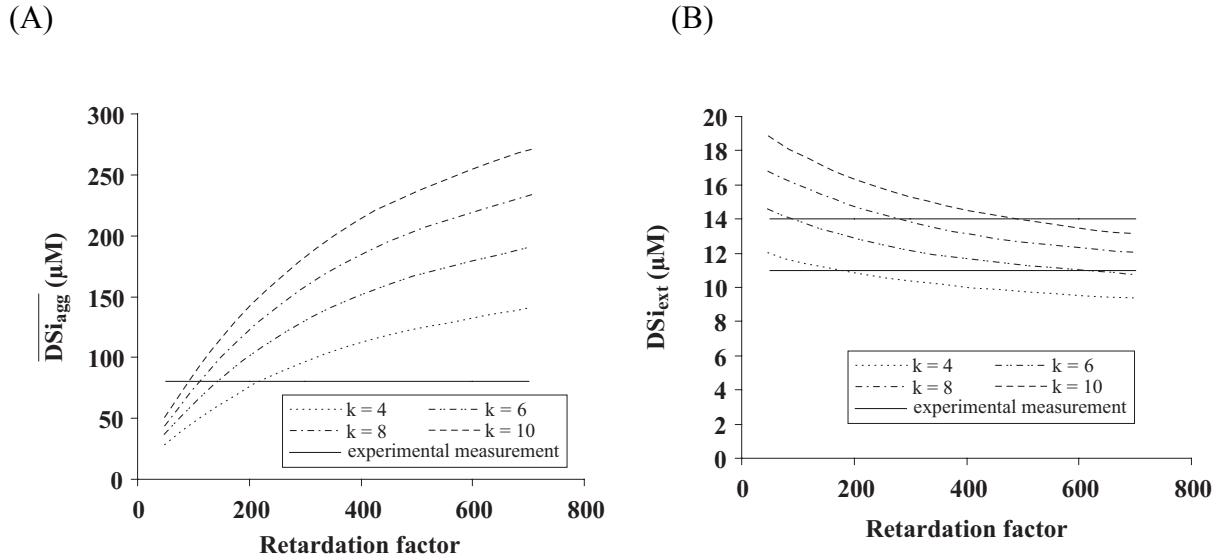 (A)
(B)
300
250
200
150
100
50
0
DSi_agg (µM)
0 200 400 600 800
Retardation factor
k = 4 k = 6
k = 8 k = 10
experimental measurement
20
18
16
14
12
10
8
6
4
2
0
DSi_ext (µM)
0 200 400 600 800
Retardation factor
k = 4 k = 6
k = 8 k = 10
experimental measurement